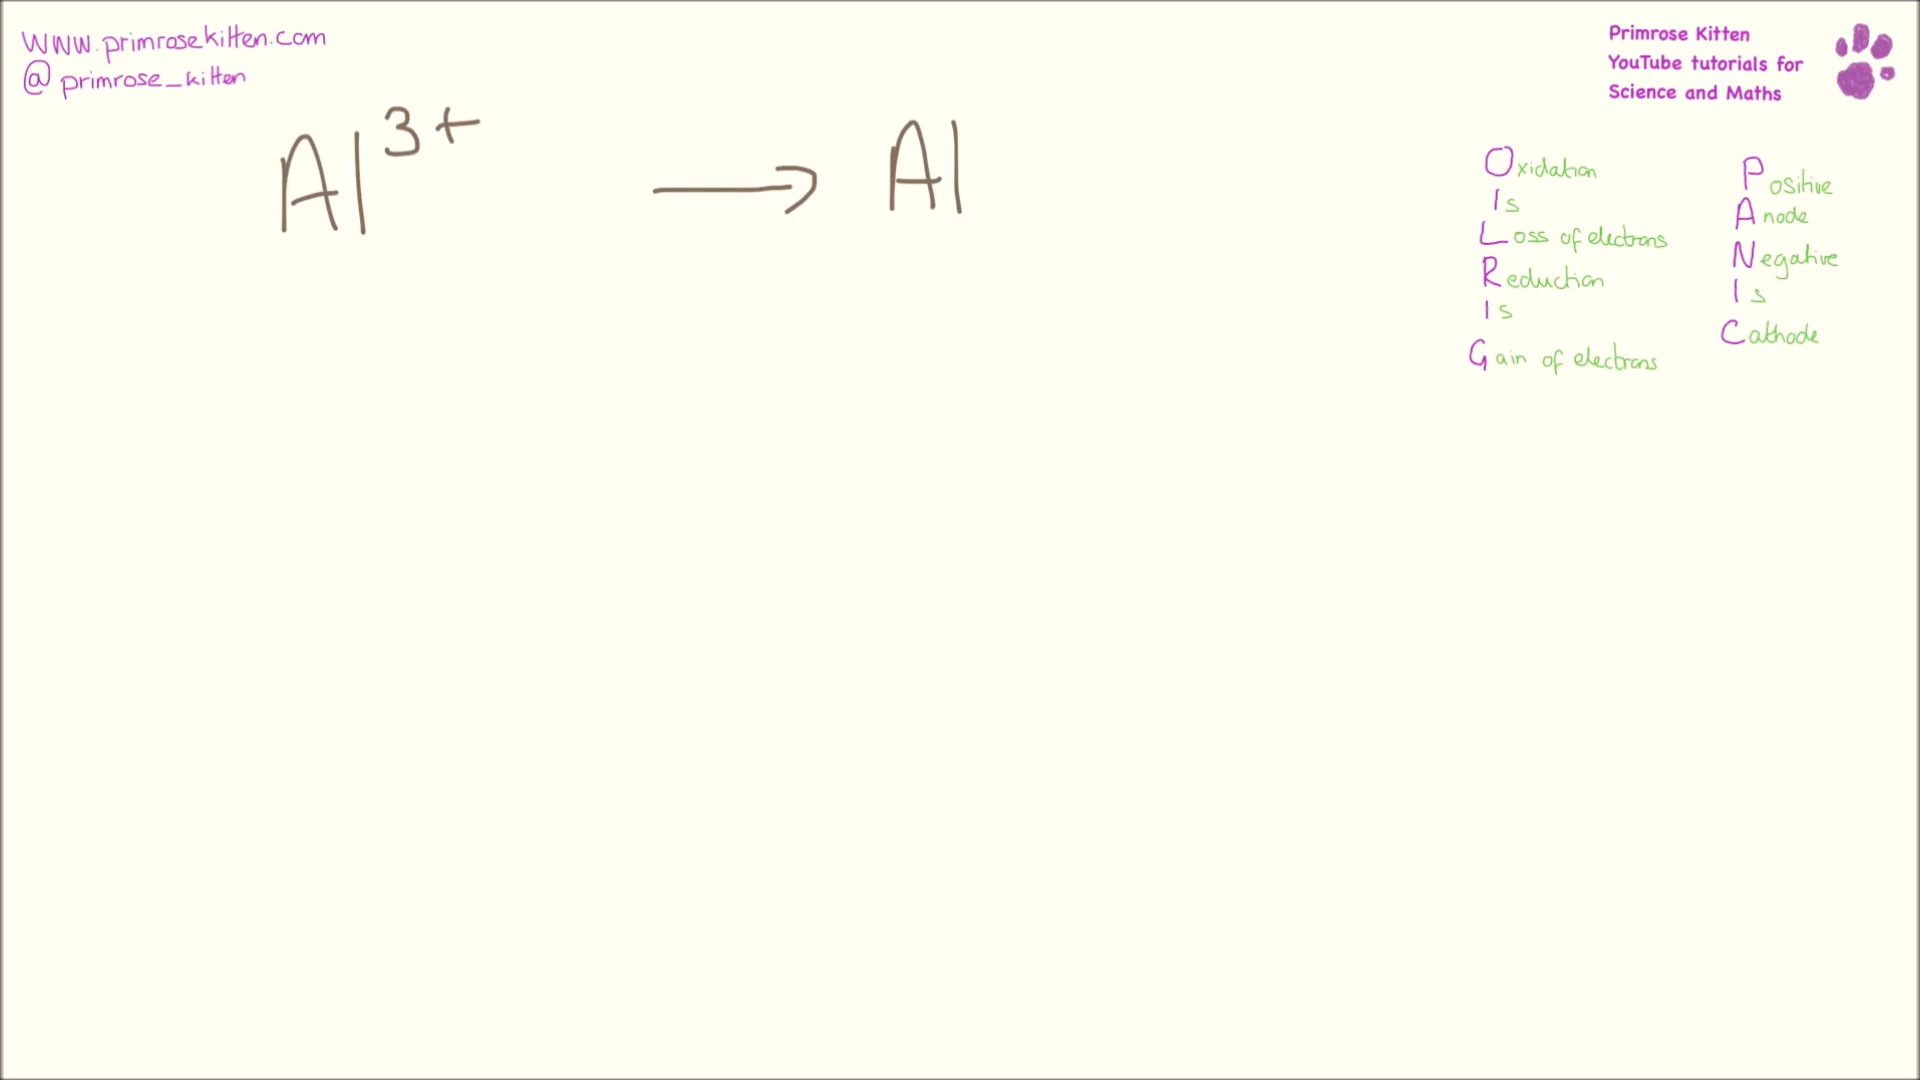 www.primrosekitten.com
@primrose_kitten
Primrose Kitten
YouTube tutorials for
Science and Maths
Al³⁺ → Al
Oxidation
Is
Loss of electrons
Reduction
Is
Gain of electrons
Positive
Anode
Negative
Is
Cathode